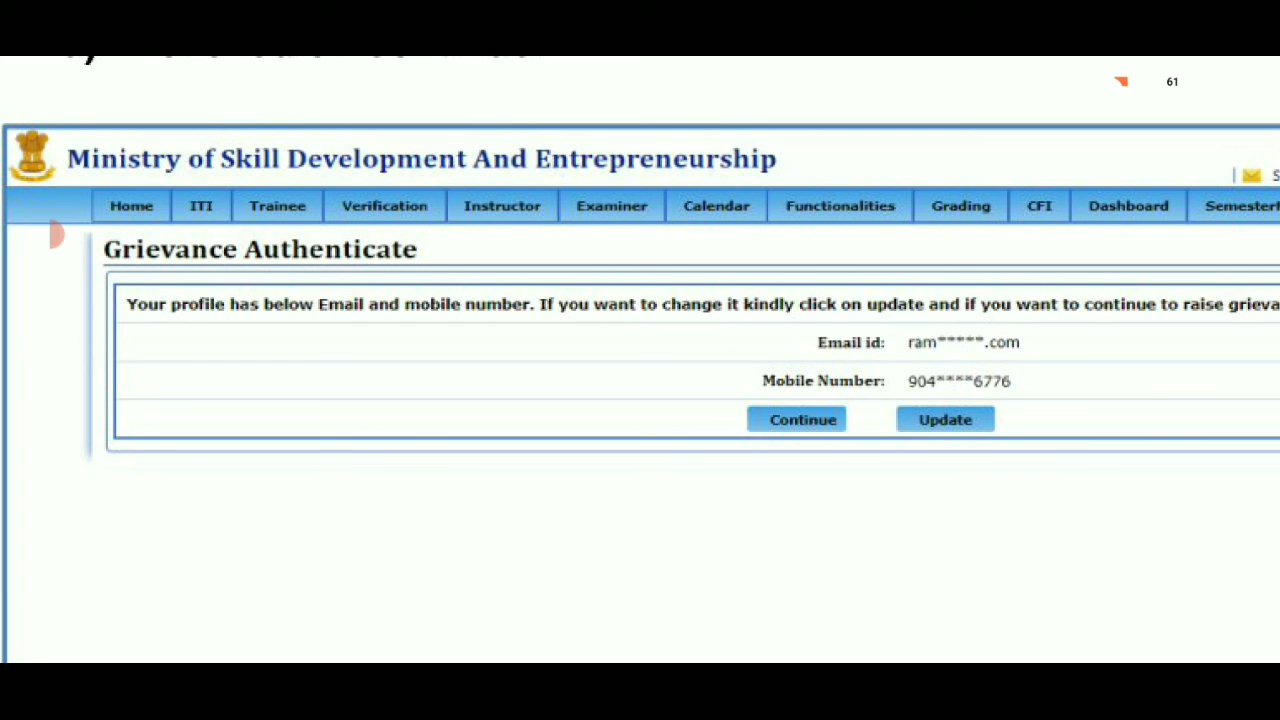 61
Ministry of Skill Development And Entrepreneurship
Home ITI Trainee Verification Instructor Examiner Calendar Functionalities Grading CFI Dashboard
Grievance Authenticate
Your profile has below Email and mobile number. If you want to change it kindly click on update and if you want to continue to raise
Email id: ram*****.com
Mobile Number: 904****6776
Continue Update